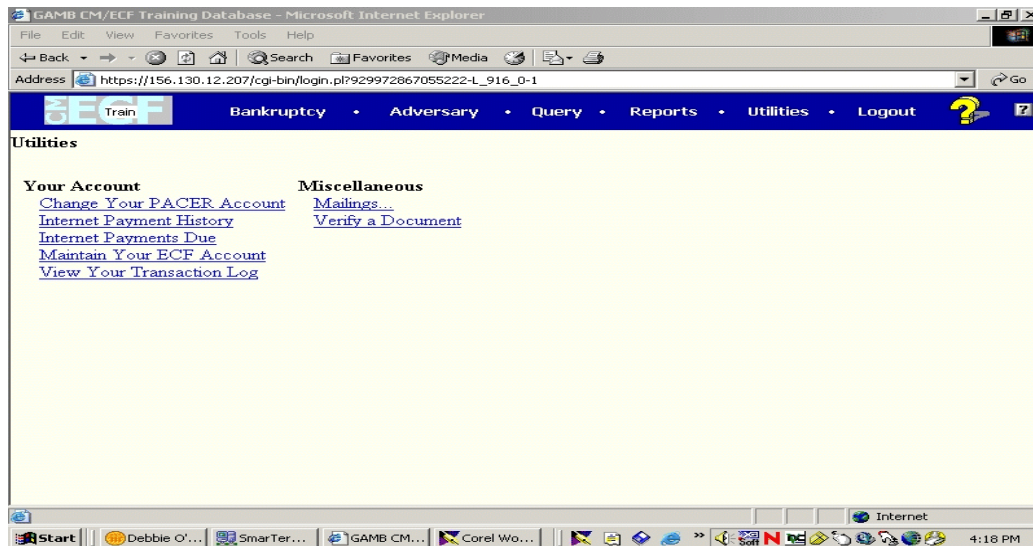 GAMB CM/ECF Training Database - Microsoft Internet Explorer
File Edit View Favorites Tools Help
Back Search Favorites Media
Address https://156.130.12.207/cgi-bin/login.pl?929972867055222-L_916_0-1 Go
CM ECF Train Bankruptcy • Adversary • Query • Reports • Utilities • Logout ? ?
Utilities
Your Account Miscellaneous
Change Your PACER Account Mailings...
Internet Payment History Verify a Document
Internet Payments Due
Maintain Your ECF Account
View Your Transaction Log
Internet
Start Debbie O'... SmarTer... GAMB CM... Corel Wo... » N 4:18 PM